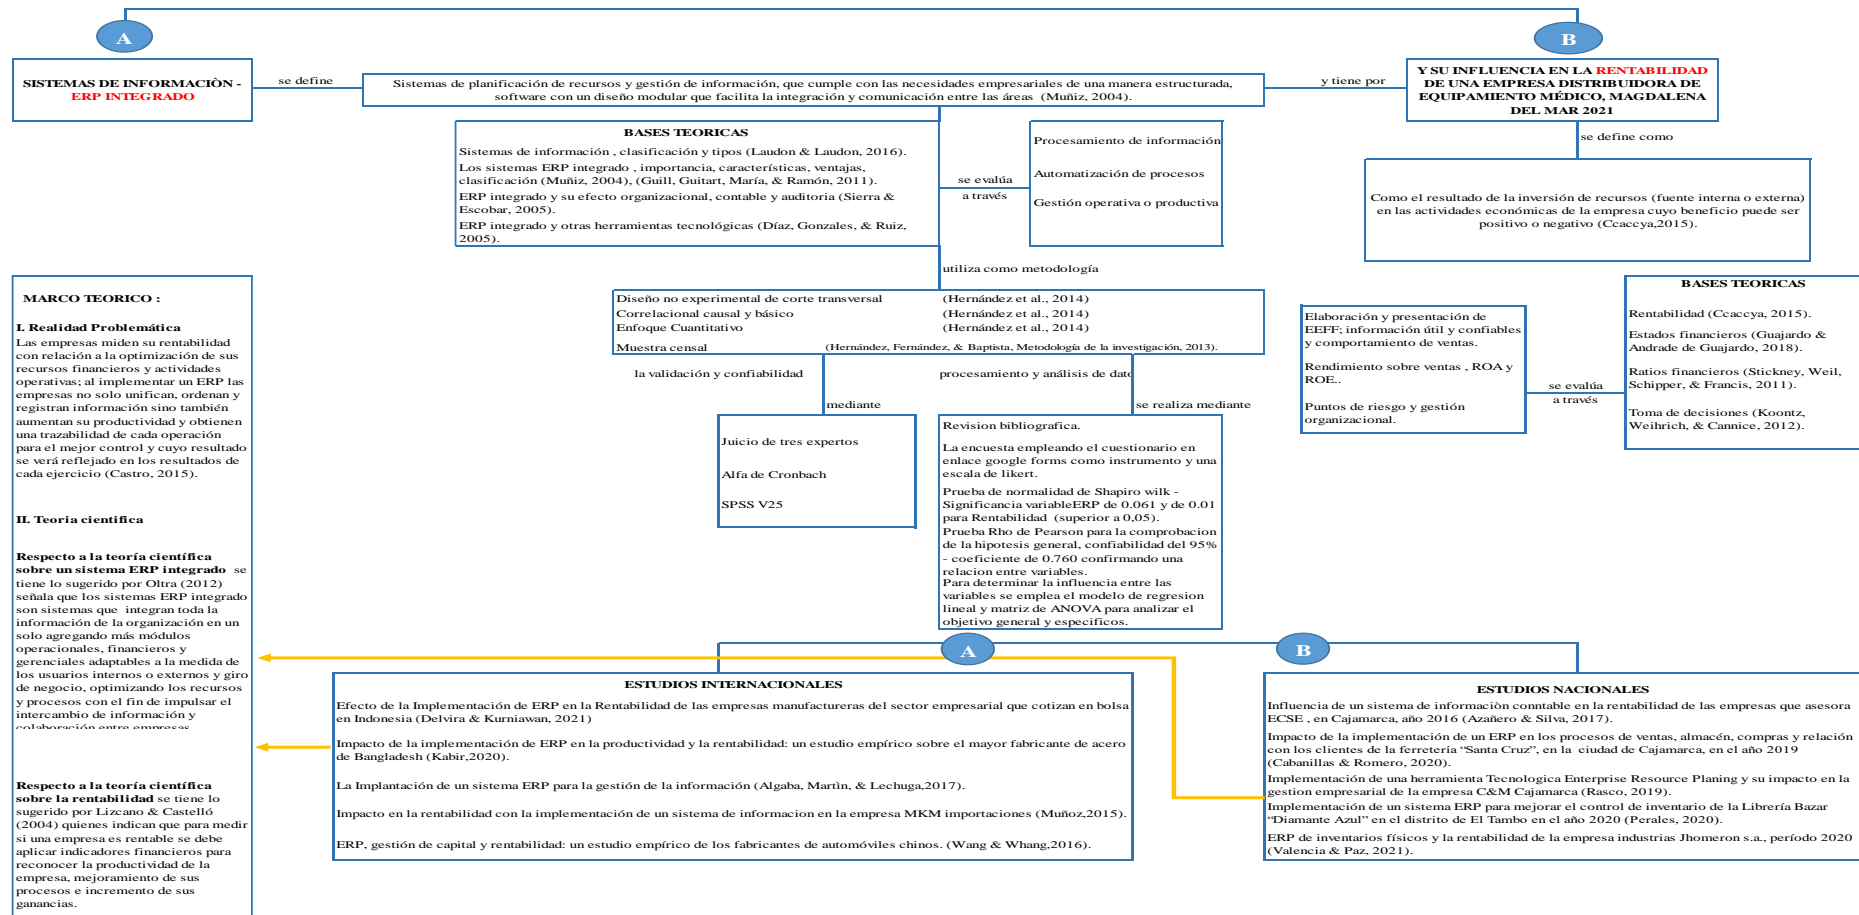 A
B
SISTEMAS DE INFORMACIÒN -
ERP INTEGRADO
se define
Sistemas de planificación de recursos y gestión de información, que cumple con las necesidades empresariales de una manera estructurada,
software con un diseño modular que facilita la integración y comunicación entre las áreas (Muñiz, 2004).
y tiene por
Y SU INFLUENCIA EN LA RENTABILIDAD
DE UNA EMPRESA DISTRIBUIDORA DE
EQUIPAMIENTO MÉDICO, MAGDALENA
DEL MAR 2021
BASES TEORICAS
Sistemas de información , clasificación y tipos (Laudon & Laudon, 2016).
Los sistemas ERP integrado , importancia, características, ventajas,
clasificación (Muñiz, 2004), (Guill, Guitart, María, & Ramón, 2011).
ERP integrado y su efecto organizacional, contable y auditoria (Sierra &
Escobar, 2005).
ERP integrado y otras herramientas tecnológicas (Díaz, Gonzales, & Ruiz,
2005).
se evalúa
a través
Procesamiento de información
Automatización de procesos
Gestión operativa o productiva
se define como
Como el resultado de la inversión de recursos (fuente interna o externa)
en las actividades económicas de la empresa cuyo beneficio puede ser
positivo o negativo (Ccaccya,2015).
utiliza como metodología
Diseño no experimental de corte transversal (Hernández et al., 2014)
Correlacional causal y básico (Hernández et al., 2014)
Enfoque Cuantitativo (Hernández et al., 2014)
Muestra censal (Hernández, Fernández, & Baptista, Metodología de la investigación, 2013).
la validación y confiabilidad
mediante
Juicio de tres expertos
Alfa de Cronbach
SPSS V25
procesamiento y análisis de dato
se realiza mediante
Revision bibliografica.
La encuesta empleando el cuestionario en
enlace google forms como instrumento y una
escala de likert.
Prueba de normalidad de Shapiro wilk -
Significancia variableERP de 0.061 y de 0.01
para Rentabilidad (superior a 0,05).
Prueba Rho de Pearson para la comprobacion
de la hipotesis general, confiabilidad del 95%
- coeficiente de 0.760 confirmando una
relacion entre variables.
Para determinar la influencia entre las
variables se emplea el modelo de regresion
lineal y matriz de ANOVA para analizar el
objetivo general y especificos.
Elaboración y presentación de
EEFF; información útil y confiables
y comportamiento de ventas.
Rendimiento sobre ventas , ROA y
ROE..
Puntos de riesgo y gestión
organizacional.
se evalúa
a través
BASES TEORICAS
Rentabilidad (Ccaccya, 2015).
Estados financieros (Guajardo &
Andrade de Guajardo, 2018).
Ratios financieros (Stickney, Weil,
Schipper, & Francis, 2011).
Toma de decisiones (Koontz,
Weihrich, & Cannice, 2012).
MARCO TEORICO :
I. Realidad Problemática
Las empresas miden su rentabilidad
con relación a la optimización de sus
recursos financieros y actividades
operativas; al implementar un ERP las
empresas no solo unifican, ordenan y
registran información sino también
aumentan su productividad y obtienen
una trazabilidad de cada operación
para el mejor control y cuyo resultado
se verá reflejado en los resultados de
cada ejercicio (Castro, 2015).
II. Teoria cientifica
Respecto a la teoría científica
sobre un sistema ERP integrado se
tiene lo sugerido por Oltra (2012)
señala que los sistemas ERP integrado
son sistemas que integran toda la
información de la organización en un
solo agregando más módulos
operacionales, financieros y
gerenciales adaptables a la medida de
los usuarios internos o externos y giro
de negocio, optimizando los recursos
y procesos con el fin de impulsar el
intercambio de información y
colaboración entre empresas
Respecto a la teoría científica
sobre la rentabilidad se tiene lo
sugerido por Lizcano & Castelló
(2004) quienes indican que para medir
si una empresa es rentable se debe
aplicar indicadores financieros para
reconocer la productividad de la
empresa, mejoramiento de sus
procesos e incremento de sus
ganancias.
A
B
ESTUDIOS INTERNACIONALES
Efecto de la Implementación de ERP en la Rentabilidad de las empresas manufactureras del sector empresarial que cotizan en bolsa
en Indonesia (Delvira & Kurniawan, 2021)
Impacto de la implementación de ERP en la productividad y la rentabilidad: un estudio empírico sobre el mayor fabricante de acero
de Bangladesh (Kabir,2020).
La Implantación de un sistema ERP para la gestión de la información (Algaba, Martìn, & Lechuga,2017).
Impacto en la rentabilidad con la implementación de un sistema de informacion en la empresa MKM importaciones (Muñoz,2015).
ERP, gestión de capital y rentabilidad: un estudio empírico de los fabricantes de automóviles chinos. (Wang & Whang,2016).
ESTUDIOS NACIONALES
Influencia de un sistema de informaciòn conntable en la rentabilidad de las empresas que asesora
ECSE , en Cajamarca, año 2016 (Azañero & Silva, 2017).
Impacto de la implementación de un ERP en los procesos de ventas, almacén, compras y relación
con los clientes de la ferretería “Santa Cruz”, en la ciudad de Cajamarca, en el año 2019
(Cabanillas & Romero, 2020).
Implementación de una herramienta Tecnologica Enterprise Resource Planing y su impacto en la
gestion empresarial de la empresa C&M Cajamarca (Rasco, 2019).
Implementación de un sistema ERP para mejorar el control de inventario de la Librería Bazar
“Diamante Azul” en el distrito de El Tambo en el año 2020 (Perales, 2020).
ERP de inventarios físicos y la rentabilidad de la empresa industrias Jhomeron s.a., período 2020
(Valencia & Paz, 2021).